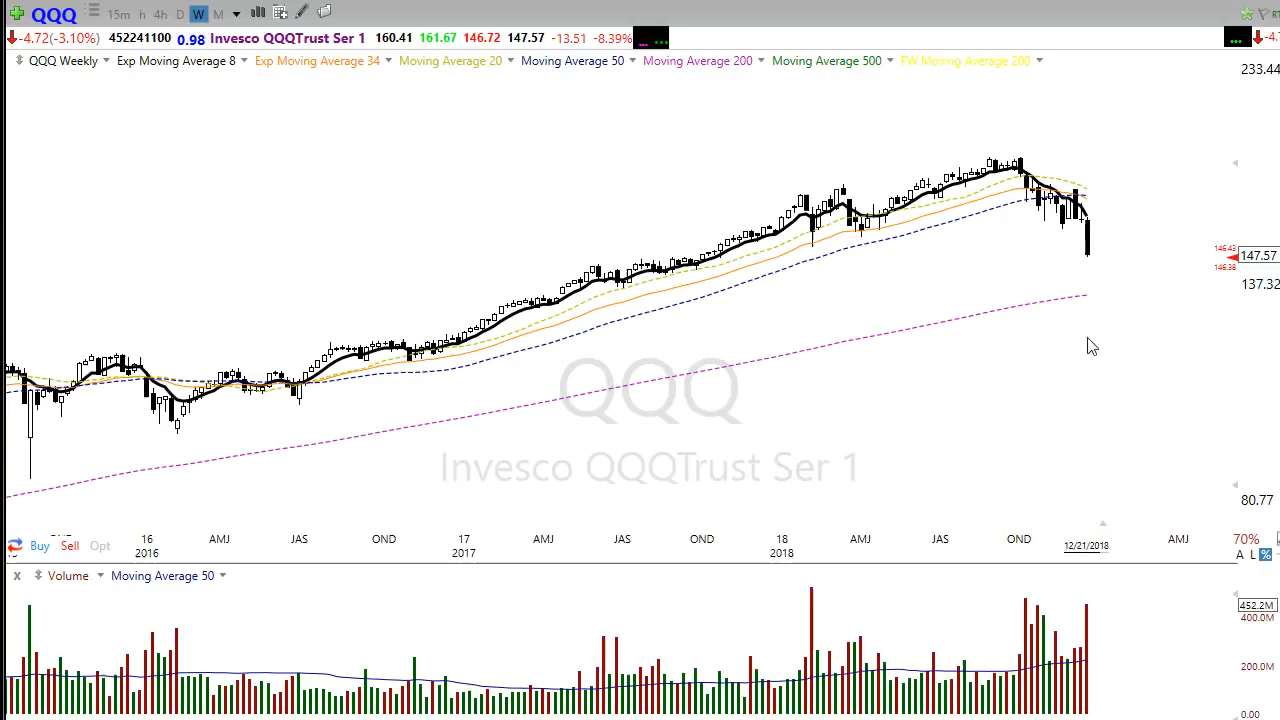 QQQ 15m h 4h D W M
-4.72(-3.10%) 452241100 0.98 Invesco QQQTrust Ser 1 160.41 161.67 146.72 147.57 -13.51 -8.39%
QQQ Weekly Exp Moving Average 8 Exp Moving Average 34 Moving Average 20 Moving Average 50 Moving Average 200 Moving Average 500 FW Moving Average 200
233.44
146.43
147.57
146.38
137.32
QQQ
Invesco QQQTrust Ser 1
80.77
16 AMJ JAS OND 17 AMJ JAS OND 18 AMJ JAS OND AMJ
Buy Sell Opt 2016 2017 2018 12/21/2018
70%
A L %
x Volume Moving Average 50
452.2M
400.0M
200.0M
0.00